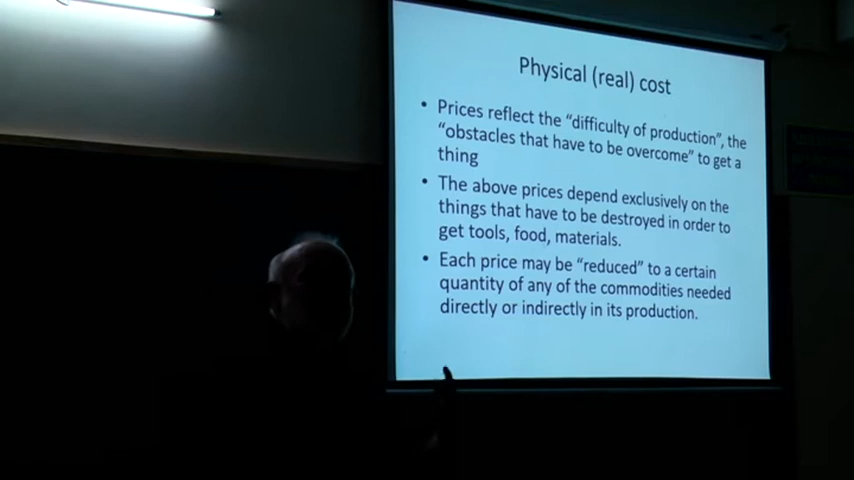 Physical (real) cost
• Prices reflect the “difficulty of production”, the
“obstacles that have to be overcome” to get a
thing
• The above prices depend exclusively on the
things that have to be destroyed in order to
get tools, food, materials.
• Each price may be “reduced” to a certain
quantity of any of the commodities needed
directly or indirectly in its production.